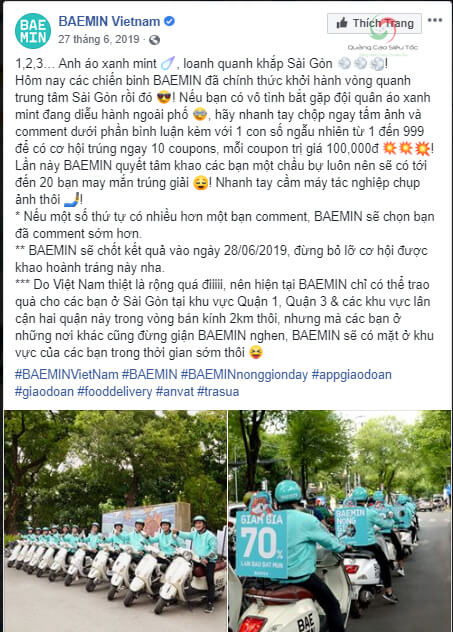 BAE
MIN
BAEMIN Vietnam
27 tháng 6, 2019
Thích Trang
Quảng Cáo Siêu Tốc
1,2,3... Anh áo xanh mint, loanh quanh khắp Sài Gòn!
Hôm nay các chiến binh BAEMIN đã chính thức khởi hành vòng quanh
trung tâm Sài Gòn rồi đó 😎! Nếu bạn có vô tình bắt gặp đội quân áo xanh
mint đang diễu hành ngoài phố, hãy nhanh tay chộp ngay tấm ảnh và
comment dưới phần bình luận kèm với 1 con số ngẫu nhiên từ 1 đến 999
để có cơ hội trúng ngay 10 coupons, mỗi coupon trị giá 100,000đ 💥💥💥!
Lần này BAEMIN quyết tâm khao các bạn một chầu bự luôn nên sẽ có tới
đến 20 bạn may mắn trúng giải! Nhanh tay cầm máy tác nghiệp chụp
ảnh thôi 🤳!
* Nếu một số thứ tự có nhiều hơn một bạn comment, BAEMIN sẽ chọn bạn
đã comment sớm hơn.
** BAEMIN sẽ chốt kết quả vào ngày 28/06/2019, đừng bỏ lỡ cơ hội được
khao hoành tráng này nha.
*** Do Việt Nam thiệt là rộng quá điiiii, nên hiện tại BAEMIN chỉ có thể trao
quà cho các bạn ở Sài Gòn tại khu vực Quận 1, Quận 3 & các khu vực lân
cận hai quận này trong vòng bán kính 2km thôi, nhưng mà các bạn ở
những nơi khác cũng đừng giận BAEMIN nghen, BAEMIN sẽ có mặt ở khu
vực của các bạn trong thời gian sớm thôi 😝
#BAEMINVietNam #BAEMIN #BAEMINnonggionday #appgiaodoan
#giaodoan #fooddelivery #anvat #trasua
GIẢM GIÁ
70%
LẦN ĐẦU ĐẶT MÓN
BAEMIN
NÓNG
GIÒN